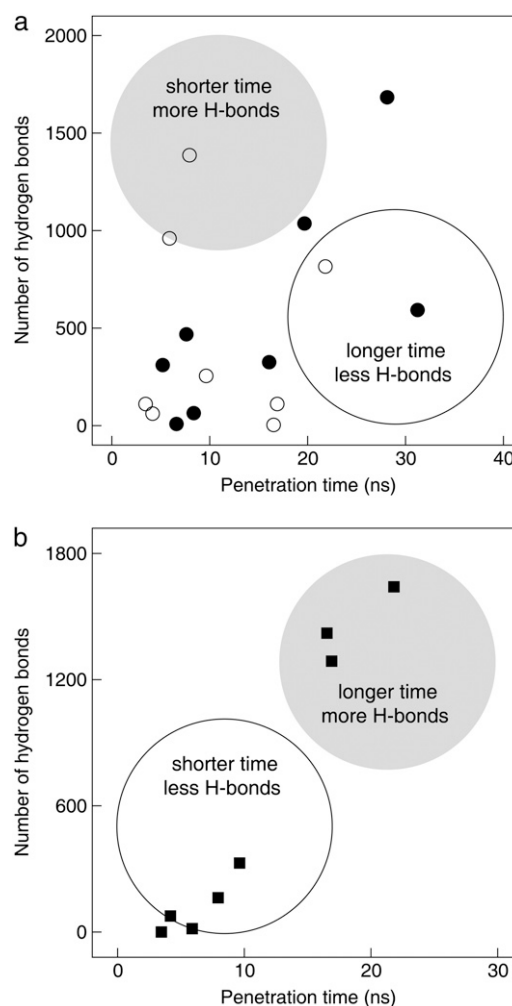 a
2000
1500
1000
500
0
Number of hydrogen bonds
shorter time
more H-bonds
longer time
less H-bonds
0 10 20 30 40
Penetration time (ns)
b
1800
1200
600
0
Number of hydrogen bonds
longer time
more H-bonds
shorter time
less H-bonds
0 10 20 30
Penetration time (ns)